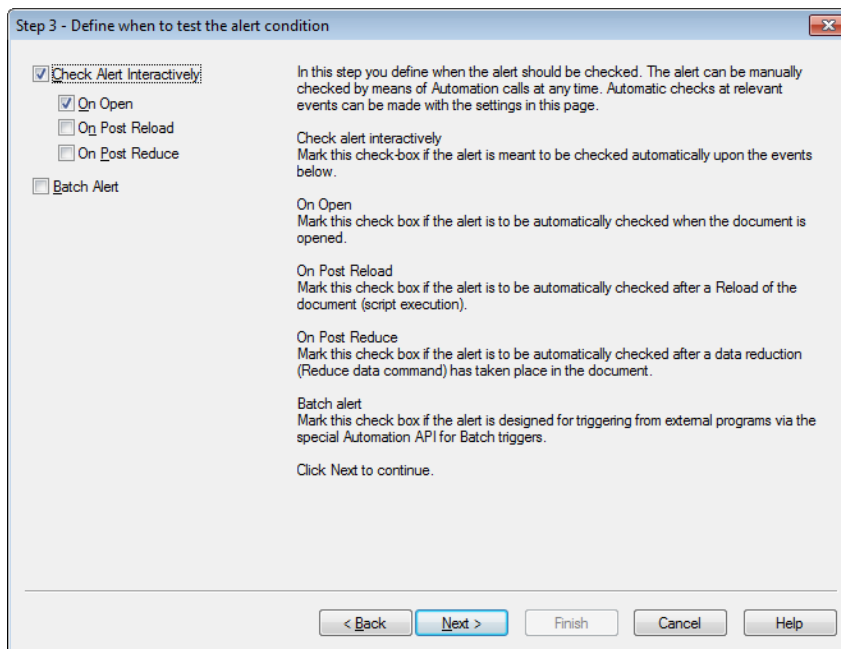 Step 3 - Define when to test the alert condition
Check Alert Interactively
On Open
On Post Reload
On Post Reduce
Batch Alert
In this step you define when the alert should be checked. The alert can be manually
checked by means of Automation calls at any time. Automatic checks at relevant
events can be made with the settings in this page.
Check alert interactively
Mark this check-box if the alert is meant to be checked automatically upon the events
below.
On Open
Mark this check box if the alert is to be automatically checked when the document is
opened.
On Post Reload
Mark this check box if the alert is to be automatically checked after a Reload of the
document (script execution).
On Post Reduce
Mark this check box if the alert is to be automatically checked after a data reduction
(Reduce data command) has taken place in the document.
Batch alert
Mark this check box if the alert is designed for triggering from external programs via the
special Automation API for Batch triggers.
Click Next to continue.
< Back
Next >
Finish
Cancel
Help